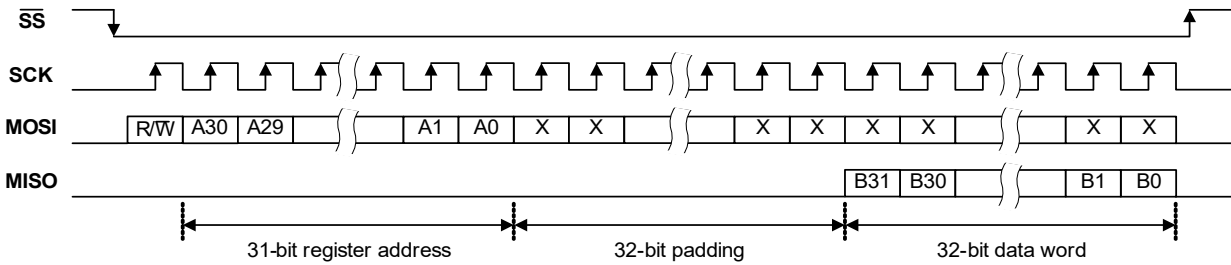 SS
SCK
MOSI R/W A30 A29 A1 A0 X X X X X X X X
MISO B31 B30 B1 B0
31-bit register address 32-bit padding 32-bit data word